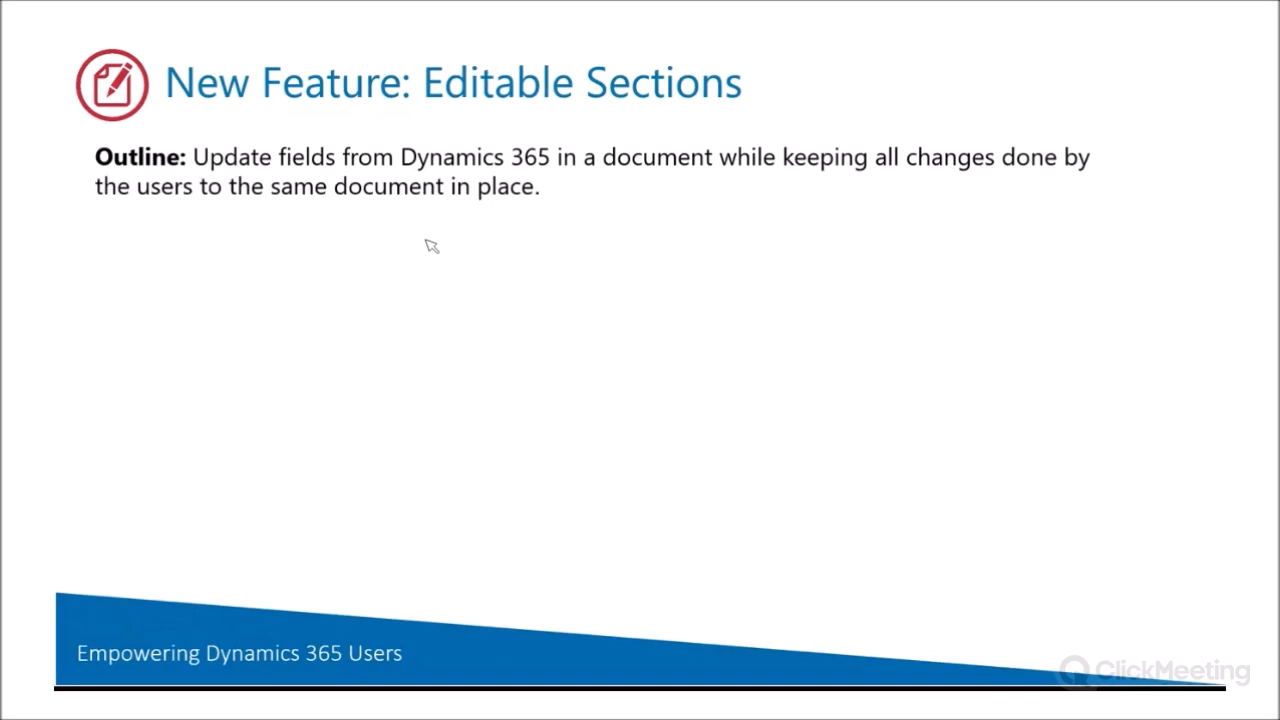 New Feature: Editable Sections
Outline: Update fields from Dynamics 365 in a document while keeping all changes done by
the users to the same document in place.
Empowering Dynamics 365 Users
ClickMeeting